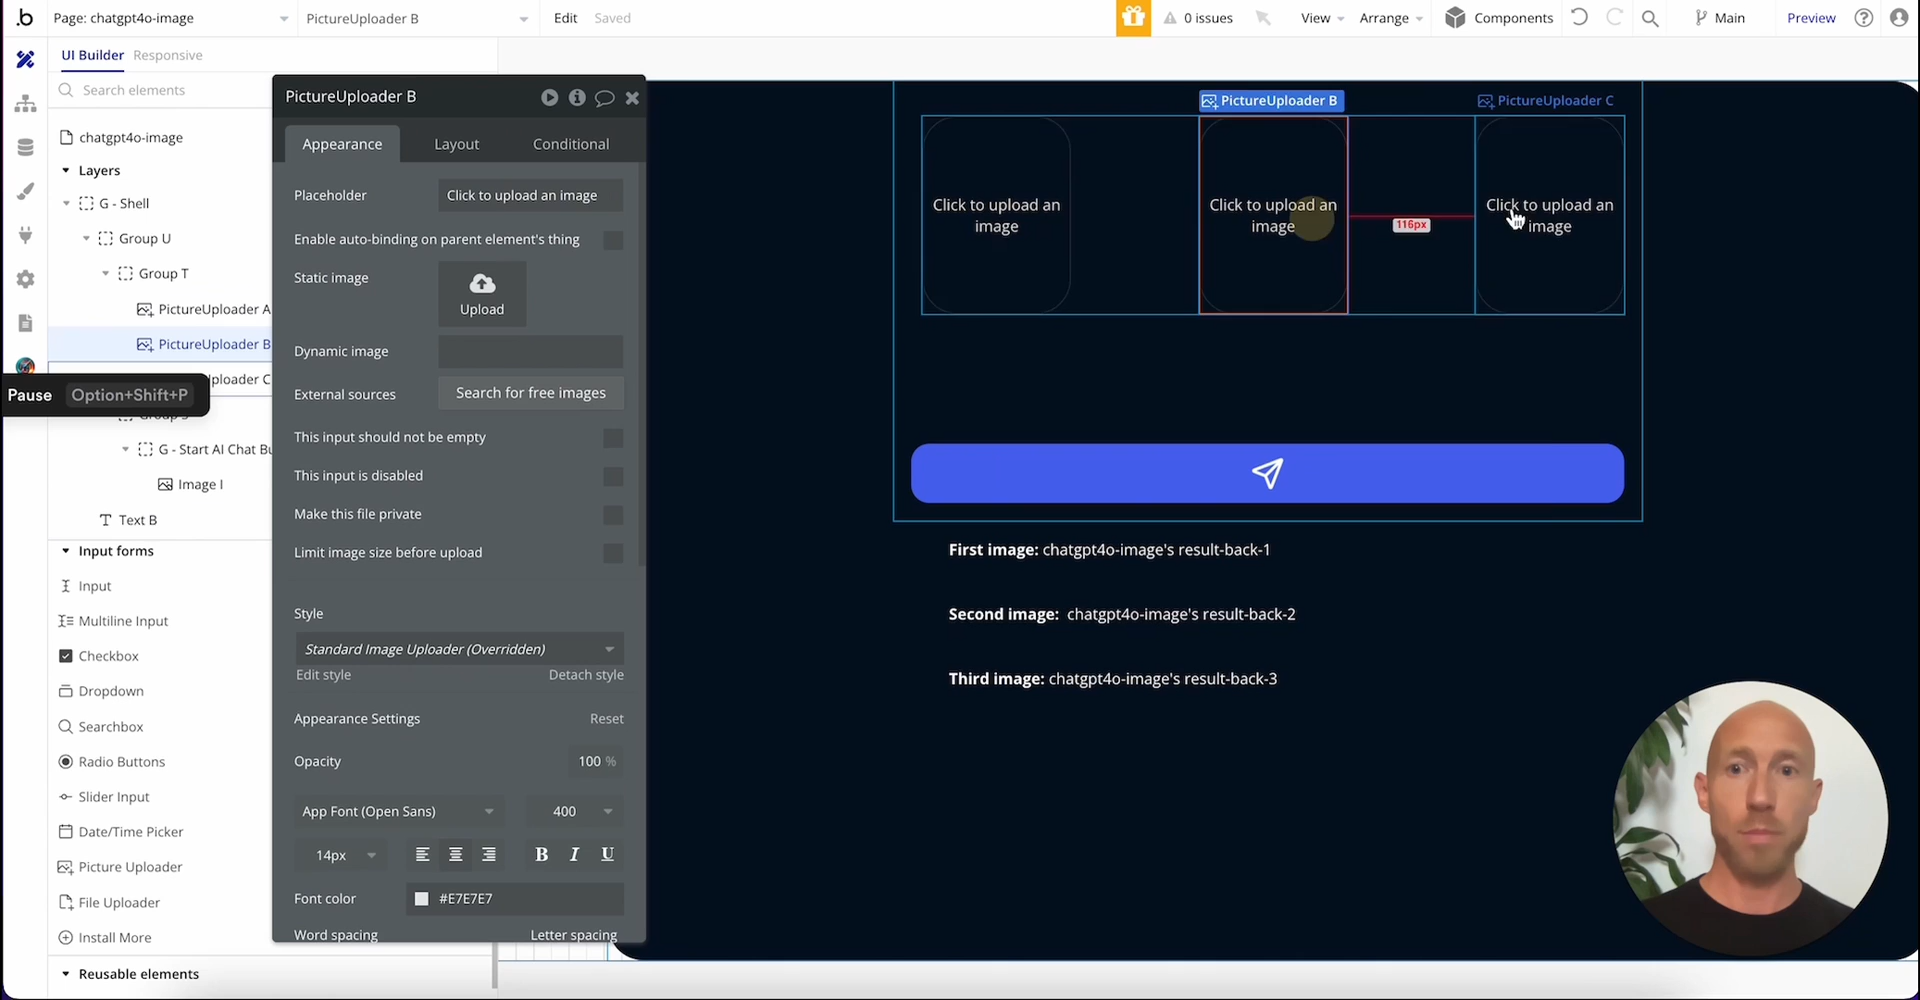 .b Page: chatgpt4o-image PictureUploader B Edit Saved 0 issues View Arrange Components Main Preview
UI Builder Responsive
Search elements
chatgpt4o-image
Layers
G - Shell
Group U
Group T
PictureUploader A
PictureUploader B
ploader C
Pause Option+Shift+P
G - Start AI Chat Bu
Image I
Text B
Input forms
Input
Multiline Input
Checkbox
Dropdown
Searchbox
Radio Buttons
Slider Input
Date/Time Picker
Picture Uploader
File Uploader
Install More
Reusable elements
PictureUploader B
Appearance Layout Conditional
Placeholder Click to upload an image
Enable auto-binding on parent element's thing
Static image
Upload
Dynamic image
External sources Search for free images
This input should not be empty
This input is disabled
Make this file private
Limit image size before upload
Style
Standard Image Uploader (Overridden)
Edit style Detach style
Appearance Settings Reset
Opacity 100 %
App Font (Open Sans) 400
14px B I U
Font color #E7E7E7
Word spacing Letter spacing
PictureUploader B PictureUploader C
Click to upload an
image
Click to upload an
image
116px
Click to upload an
image
First image: chatgpt4o-image's result-back-1
Second image: chatgpt4o-image's result-back-2
Third image: chatgpt4o-image's result-back-3